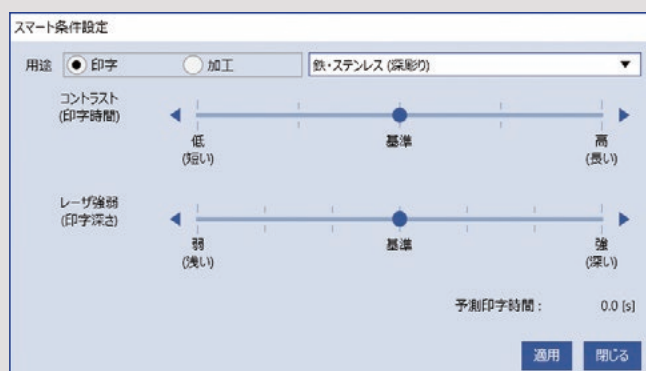 スマート条件設定
用途 印字 加工 鉄・ステンレス (深彫り)
コントラスト
(印字時間)
低 基準 高
(短い) (長い)
レーザ強弱
(印字深さ)
弱 基準 強
(浅い) (深い)
予測印字時間 : 0.0 [s]
適用 閉じる